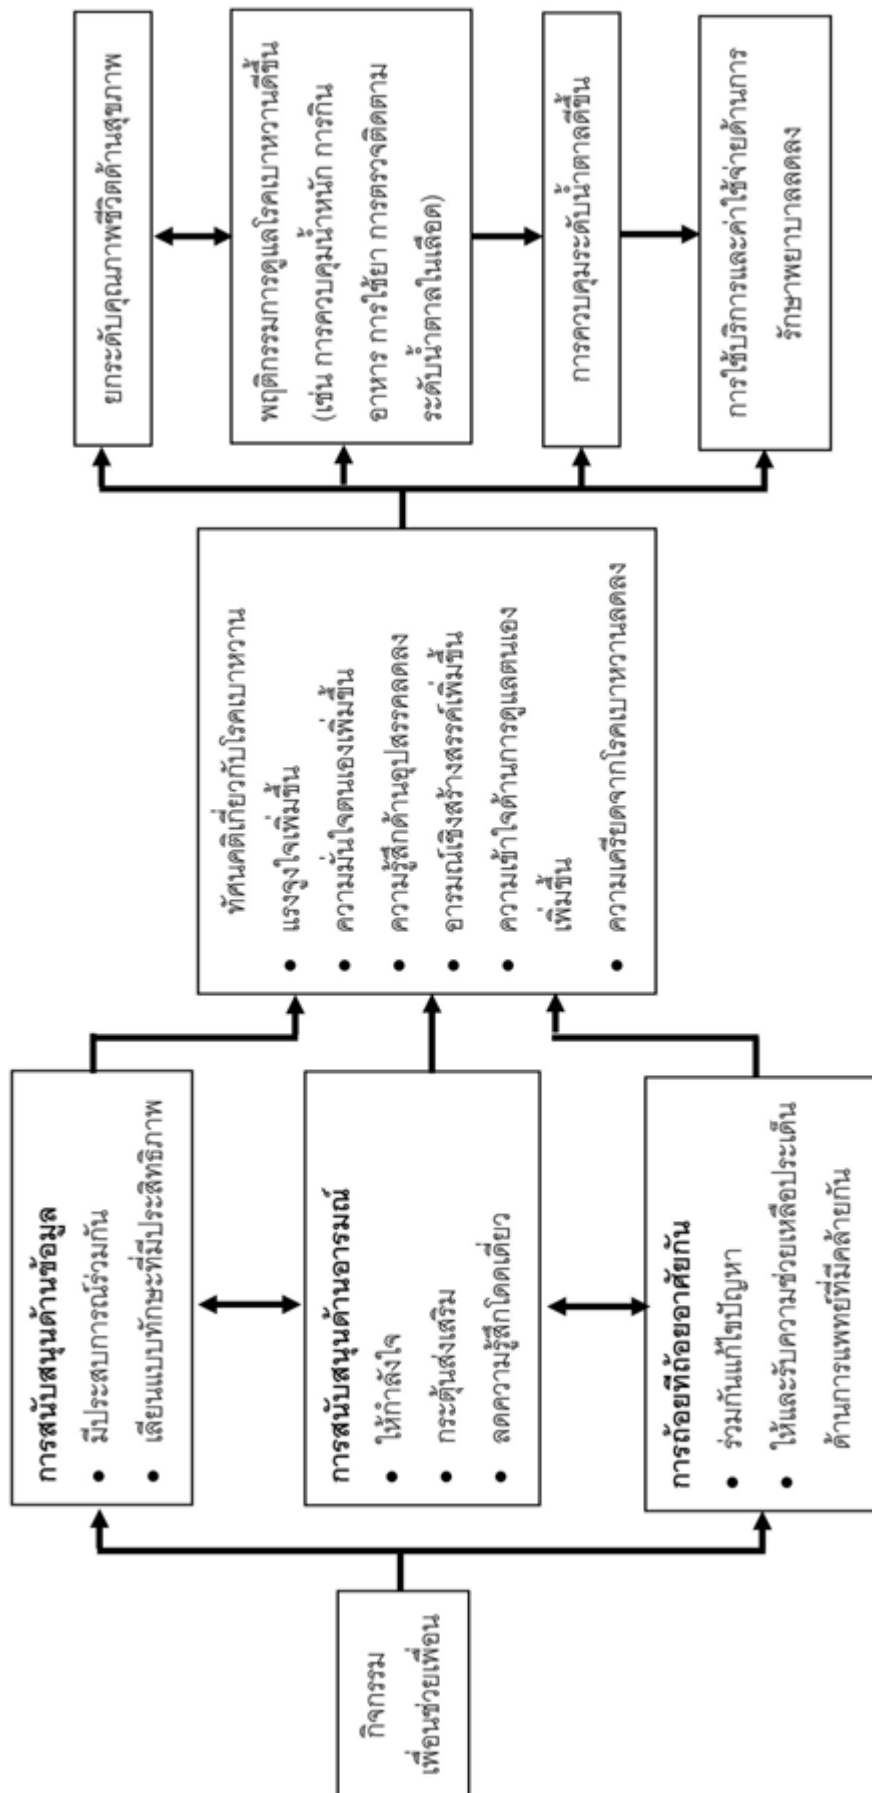 กิจกรรม
เพื่อนช่วยเพื่อน
การสนับสนุนด้านข้อมูล
● มีประสบการณ์ร่วมกัน
● เลียนแบบทักษะที่มีประสิทธิภาพ
การสนับสนุนด้านอารมณ์
● ให้กำลังใจ
● กระตุ้นส่งเสริม
● ลดความรู้สึกโดดเดี่ยว
การถ้อยทีถ้อยอาศัยกัน
● ร่วมกันแก้ไขปัญหา
● ให้และรับความช่วยเหลือประเด็น
ด้านการแพทย์ที่มีคล้ายกัน
ทัศนคติเกี่ยวกับโรคเบาหวาน
● แรงจูงใจเพิ่มขึ้น
● ความมั่นใจตนเองเพิ่มขึ้น
● ความรู้สึกด้านอุปสรรคลดลง
● อารมณ์เชิงสร้างสรรค์เพิ่มขึ้น
● ความเข้าใจด้านการดูแลตนเอง
เพิ่มขึ้น
● ความเครียดจากโรคเบาหวานลดลง
ยกระดับคุณภาพชีวิตด้านสุขภาพ
พฤติกรรมการดูแลโรคเบาหวานดีขึ้น
(เช่น การควบคุมน้ำหนัก การกิน
อาหาร การใช้ยา การตรวจติดตาม
ระดับน้ำตาลในเลือด)
การควบคุมระดับน้ำตาลดีขึ้น
การใช้บริการและค่าใช้จ่ายด้านการ
รักษาพยาบาลลดลง